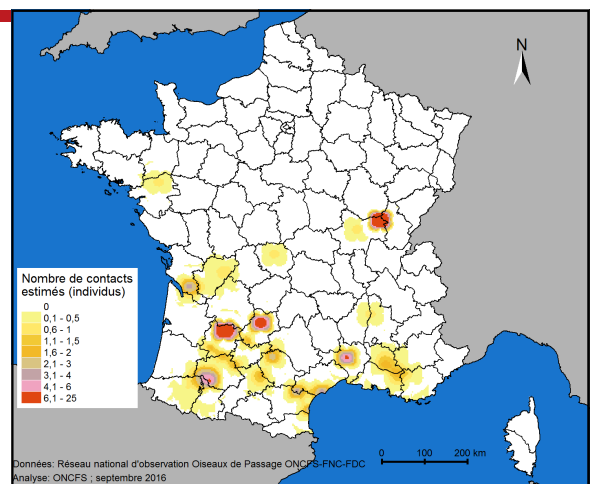 N
Nombre de contacts
estimés (individus)
0
0,1 - 0,5
0,6 - 1
1,1 - 1,5
1,6 - 2
2,1 - 3
3,1 - 4
4,1 - 6
6,1 - 25
0 100 200 km
Données: Réseau national d'observation Oiseaux de Passage ONCFS-FNC-FDC
Analyse: ONCFS ; septembre 2016